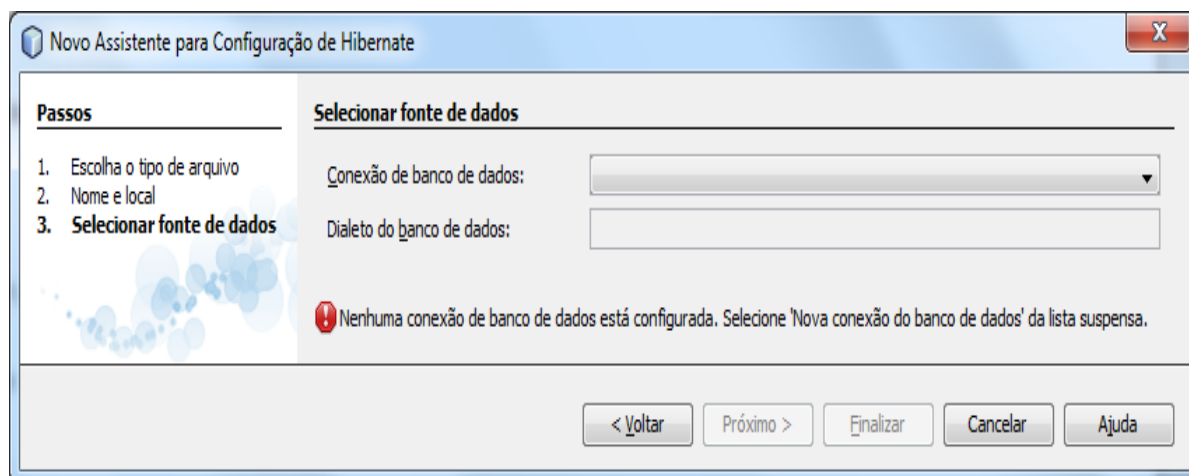 Novo Assistente para Configuração de Hibernate
Passos
1. Escolha o tipo de arquivo
2. Nome e local
3. Selecionar fonte de dados
Selecionar fonte de dados
Conexão de banco de dados:
Dialeto do banco de dados:
Nenhuma conexão de banco de dados está configurada. Selecione 'Nova conexão do banco de dados' da lista suspensa.
< Voltar Próximo > Finalizar Cancelar Ajuda